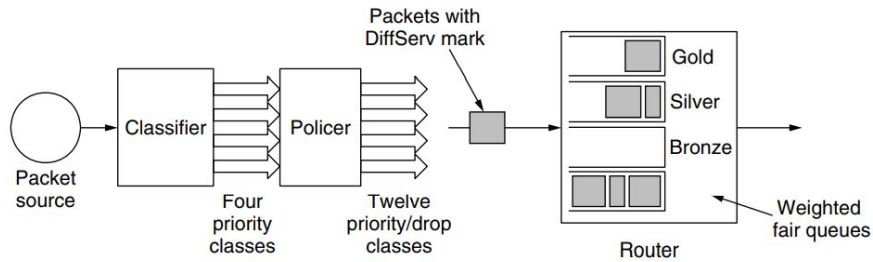 Packets with
DiffServ mark
Gold
Silver
Bronze
Classifier
Policer
Packet
source
Four
priority
classes
Twelve
priority/drop
classes
Router
Weighted
fair queues